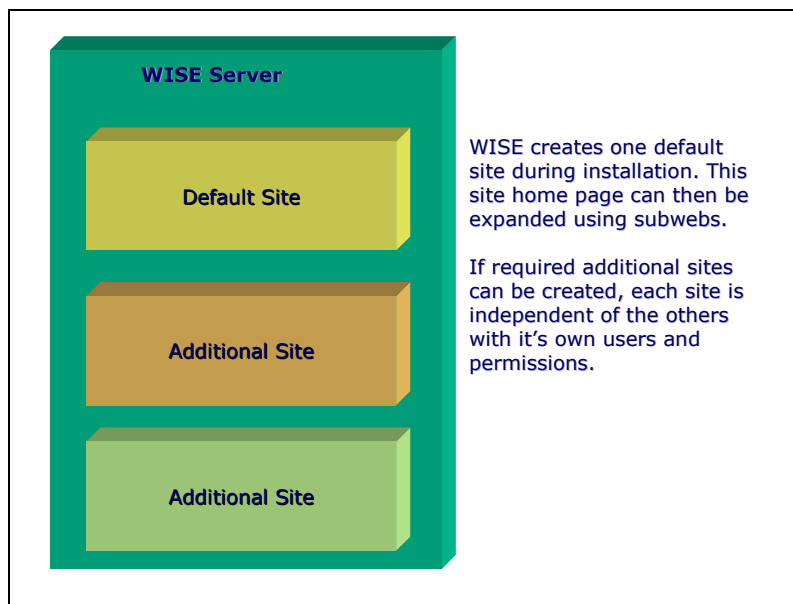 WISE Server
Default Site
Additional Site
Additional Site
WISE creates one default
site during installation. This
site home page can then be
expanded using subwebs.
If required additional sites
can be created, each site is
independent of the others
with it’s own users and
permissions.